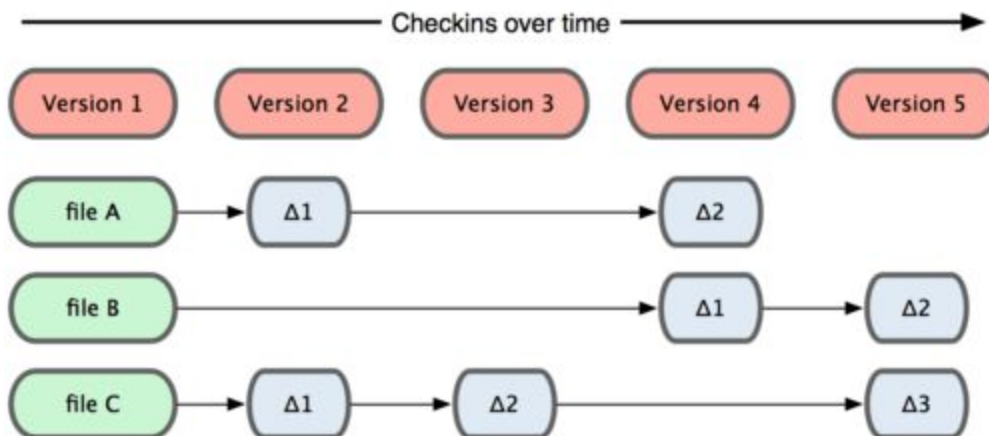 Checkins over time
Version 1 Version 2 Version 3 Version 4 Version 5
file A Δ1 Δ2
file B Δ1 Δ2
file C Δ1 Δ2 Δ3